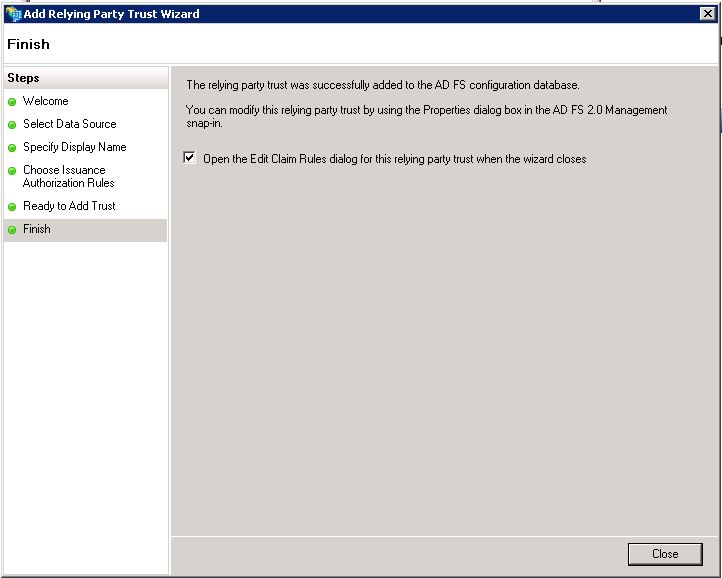 Add Relying Party Trust Wizard
Finish
Steps
Welcome
Select Data Source
Specify Display Name
Choose Issuance
Authorization Rules
Ready to Add Trust
Finish
The relying party trust was successfully added to the AD FS configuration database.
You can modify this relying party trust by using the Properties dialog box in the AD FS 2.0 Management
snap-in.
Open the Edit Claim Rules dialog for this relying party trust when the wizard closes
Close